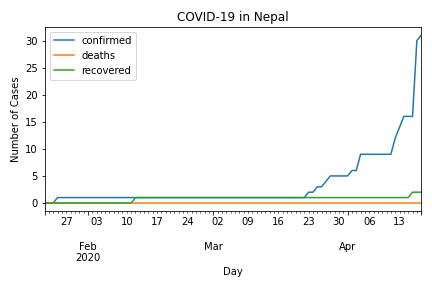 COVID-19 in Nepal
confirmed
deaths
recovered
Number of Cases
30
25
20
15
10
5
0
27 03 10 17 24 02 09 16 23 30 06 13
Feb Mar Apr
2020
Day